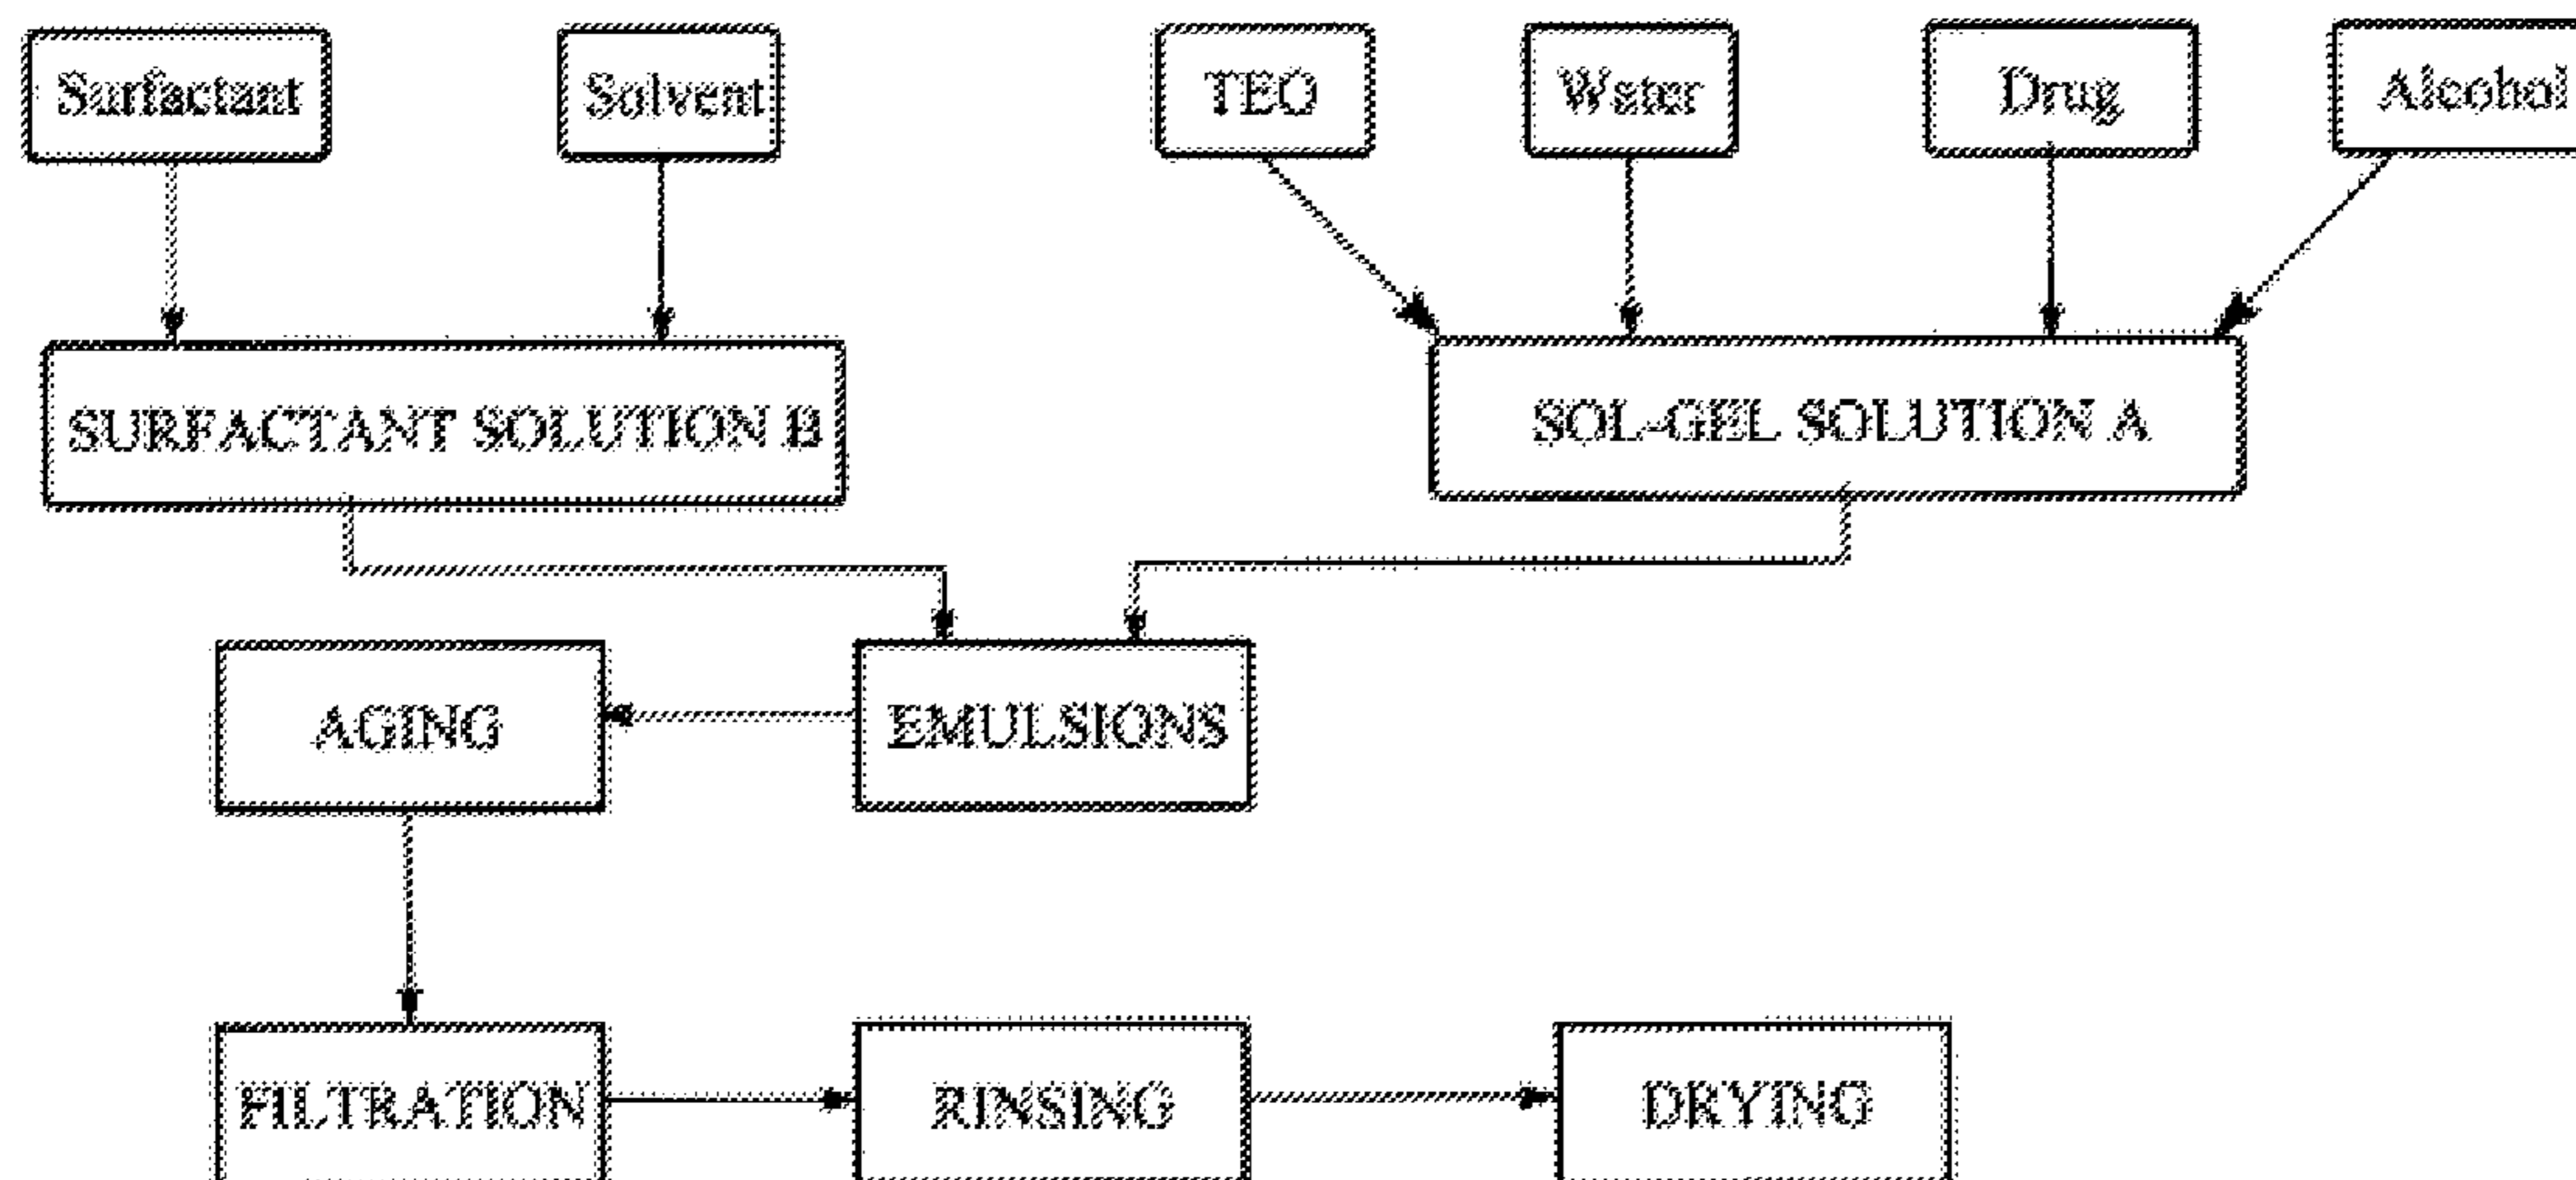 Surfactant
Solvent
TEO
Water
Drug
Alcohol
SURFACTANT SOLUTION B
SOL-GEL SOLUTION A
AGING
EMULSIONS
FILTRATION
RINSING
DRYING